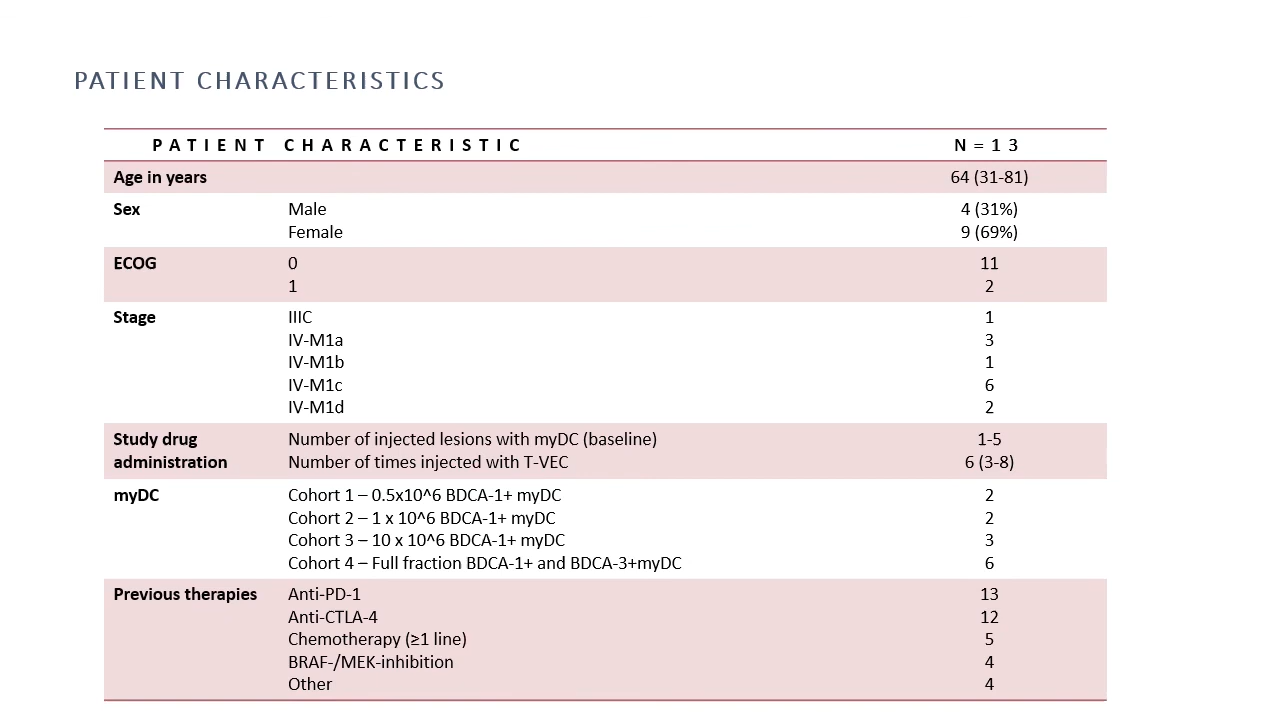 PATIENT CHARACTERISTICS
PATIENT CHARACTERISTIC N=13
Age in years 64 (31-81)
Sex Male 4 (31%)
Female 9 (69%)
ECOG 0 11
1 2
Stage IIIC 1
IV-M1a 3
IV-M1b 1
IV-M1c 6
IV-M1d 2
Study drug Number of injected lesions with myDC (baseline) 1-5
administration Number of times injected with T-VEC 6 (3-8)
myDC Cohort 1 – 0.5x10^6 BDCA-1+ myDC 2
Cohort 2 – 1 x 10^6 BDCA-1+ myDC 2
Cohort 3 – 10 x 10^6 BDCA-1+ myDC 3
Cohort 4 – Full fraction BDCA-1+ and BDCA-3+myDC 6
Previous therapies Anti-PD-1 13
Anti-CTLA-4 12
Chemotherapy (≥1 line) 5
BRAF-/MEK-inhibition 4
Other 4